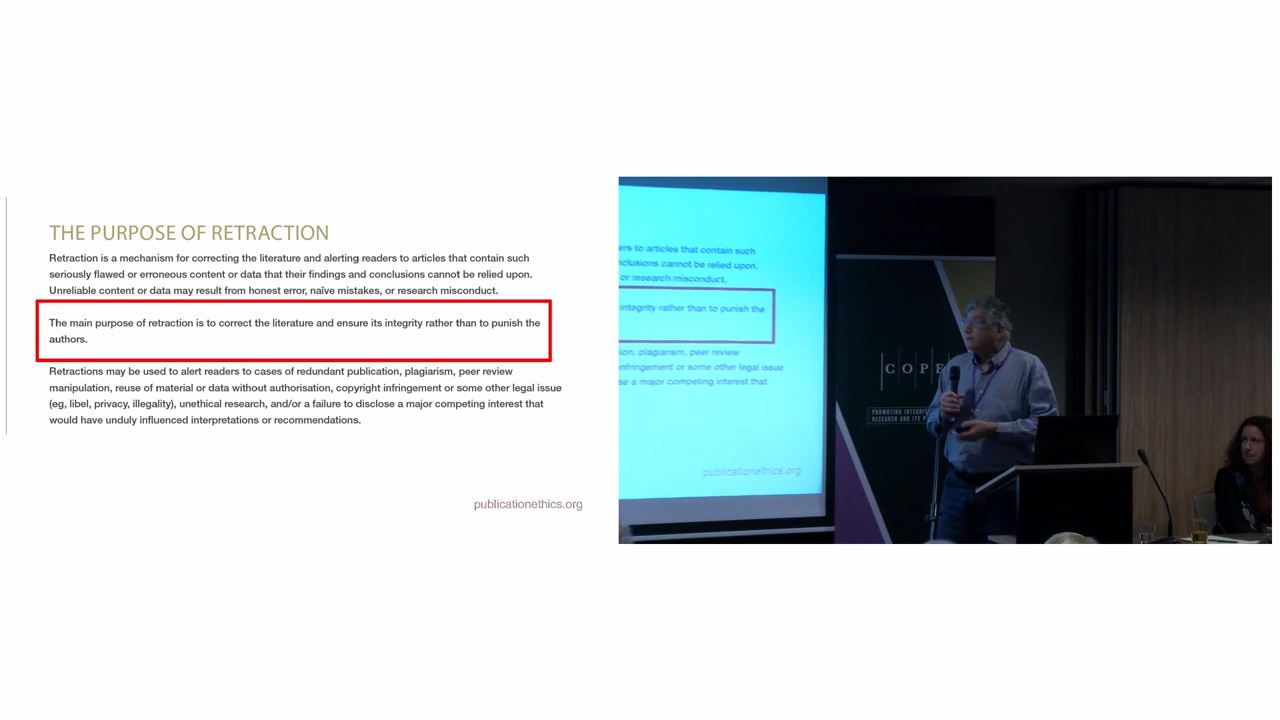 THE PURPOSE OF RETRACTION
Retraction is a mechanism for correcting the literature and alerting readers to articles that contain such
seriously flawed or erroneous content or data that their findings and conclusions cannot be relied upon.
Unreliable content or data may result from honest error, naïve mistakes, or research misconduct.
The main purpose of retraction is to correct the literature and ensure its integrity rather than to punish the
authors.
Retractions may be used to alert readers to cases of redundant publication, plagiarism, peer review
manipulation, reuse of material or data without authorisation, copyright infringement or some other legal issue
(eg, libel, privacy, illegality), unethical research, and/or a failure to disclose a major competing interest that
would have unduly influenced interpretations or recommendations.
publicationethics.org
to articles that contain such
conclusions cannot be relied upon.
or research misconduct.
integrity rather than to punish the
plagiarism, peer review
infringement or some other legal issue
a major competing interest that
publicationethics.org
COPE
PROMOTING
RESEARCH AND ITS